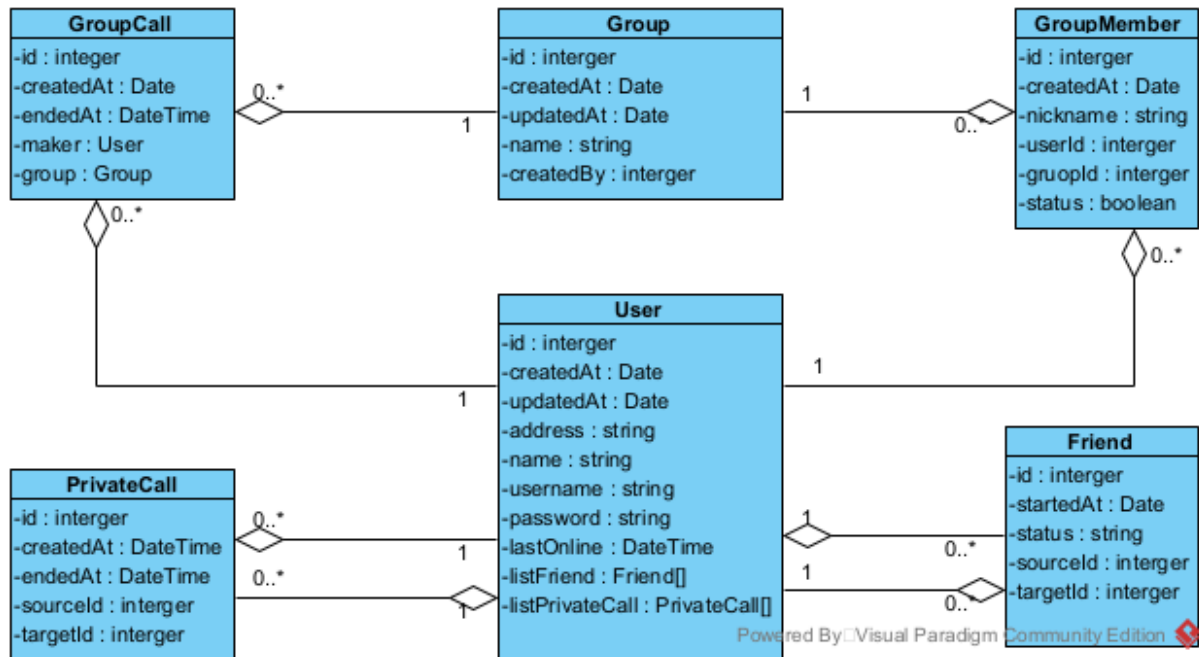 GroupCall
-id : integer
-createdAt : Date
-endedAt : DateTime
-maker : User
-group : Group
0..*
1
Group
-id : interger
-createdAt : Date
-updatedAt : Date
-name : string
-createdBy : interger
1
0..*
GroupMember
-id : interger
-createdAt : Date
-nickname : string
-userId : interger
-gruopId : interger
-status : boolean
0..*
1
0..*
1
User
-id : interger
-createdAt : Date
-updatedAt : Date
-address : string
-name : string
-username : string
-password : string
-lastOnline : DateTime
-listFriend : Friend[]
-listPrivateCall : PrivateCall[]
PrivateCall
-id : interger
-createdAt : DateTime
-endedAt : DateTime
-sourceId : interger
-targetId : interger
0..*
1
0..*
1
1
0..*
1
0..*
Friend
-id : interger
-startedAt : Date
-status : string
-sourceId : interger
-targetId : interger
Powered By Visual Paradigm Community Edition